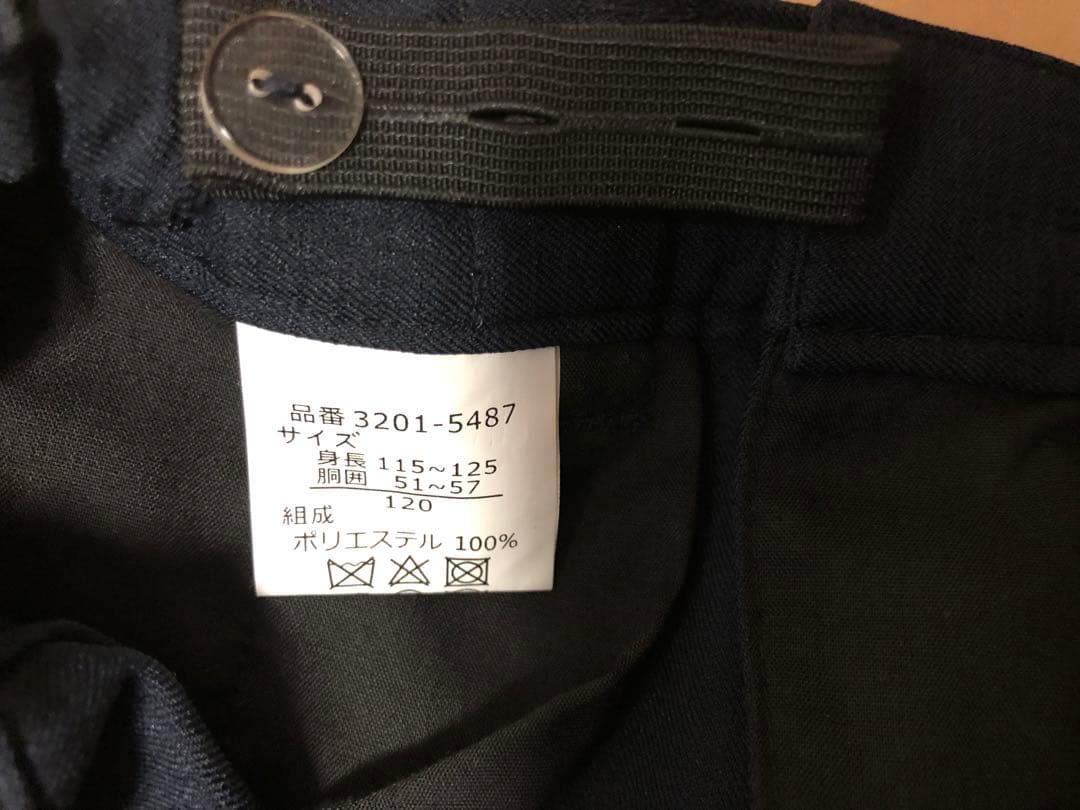 品番 3201-5487
サイズ
身長 115~125
胴囲 51~57
120
組成
ポリエステル 100%